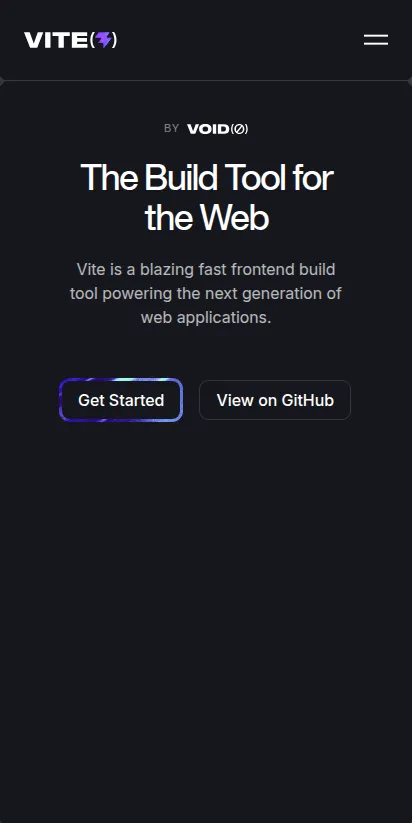 VITE
BY VOID(0)
The Build Tool for
the Web
Vite is a blazing fast frontend build
tool powering the next generation of
web applications.
Get Started
View on GitHub